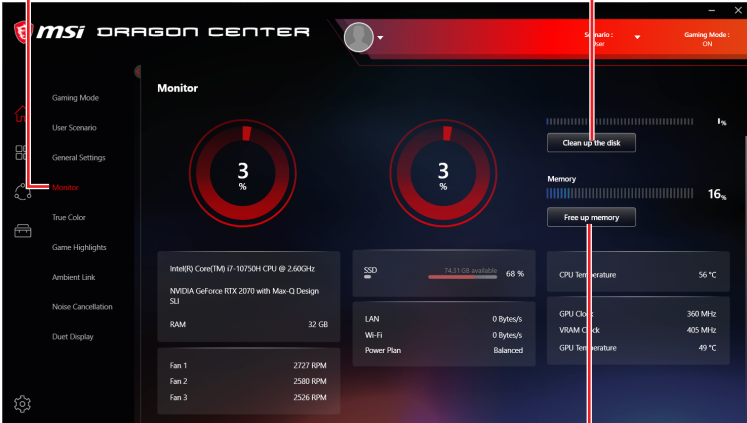 msi DRAGON CENTER
Scenario :
User
Gaming Mode :
ON
Gaming Mode
User Scenario
General Settings
Monitor
True Color
Game Highlights
Ambient Link
Noise Cancellation
Duet Display
Monitor
3
%
3
%
%
Clean up the disk
Memory
16%
Free up memory
Intel(R) Core(TM) i7-10750H CPU @ 2.60GHz
NVIDIA GeForce RTX 2070 with Max-Q Design
SLI
RAM 32 GB
Fan 1 2727 RPM
Fan 2 2580 RPM
Fan 3 2526 RPM
SSD 74.31 GB available 68 %
LAN 0 Bytes/s
Wi-Fi 0 Bytes/s
Power Plan Balanced
CPU Temperature 56 °C
GPU Clock 360 MHz
VRAM Clock 405 MHz
GPU Temperature 49 °C